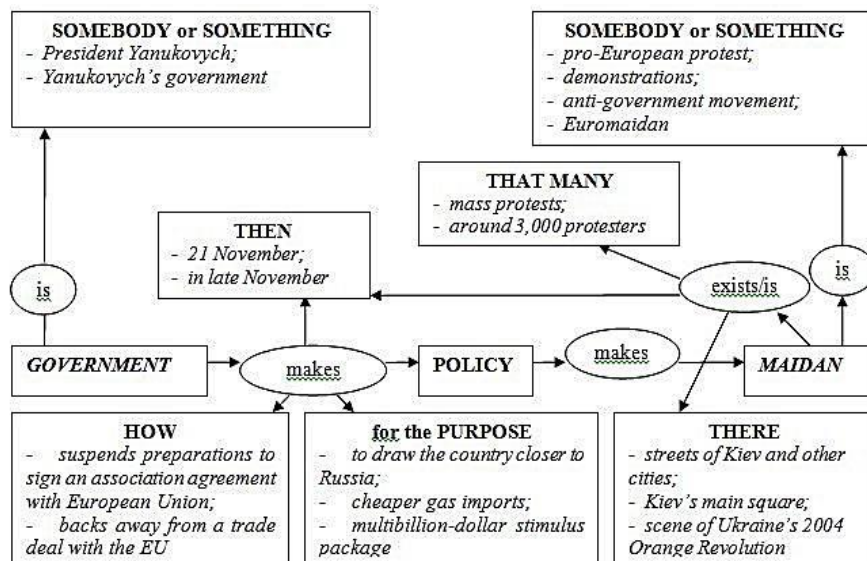 SOMEBODY or SOMETHING
- President Yanukovych;
- Yanukovych's government
SOMEBODY or SOMETHING
- pro-European protest;
- demonstrations;
- anti-government movement;
- Euromaidan
THAT MANY
- mass protests;
- around 3,000 protesters
THEN
- 21 November;
- in late November
is
exists/is
is
GOVERNMENT
makes
POLICY
makes
MAIDAN
HOW
- suspends preparations to
sign an association agreement
with European Union;
- backs away from a trade
deal with the EU
for the PURPOSE
- to draw the country closer to
Russia;
- cheaper gas imports;
- multibillion-dollar stimulus
package
THERE
- streets of Kiev and other
cities;
- Kiev's main square;
- scene of Ukraine's 2004
Orange Revolution